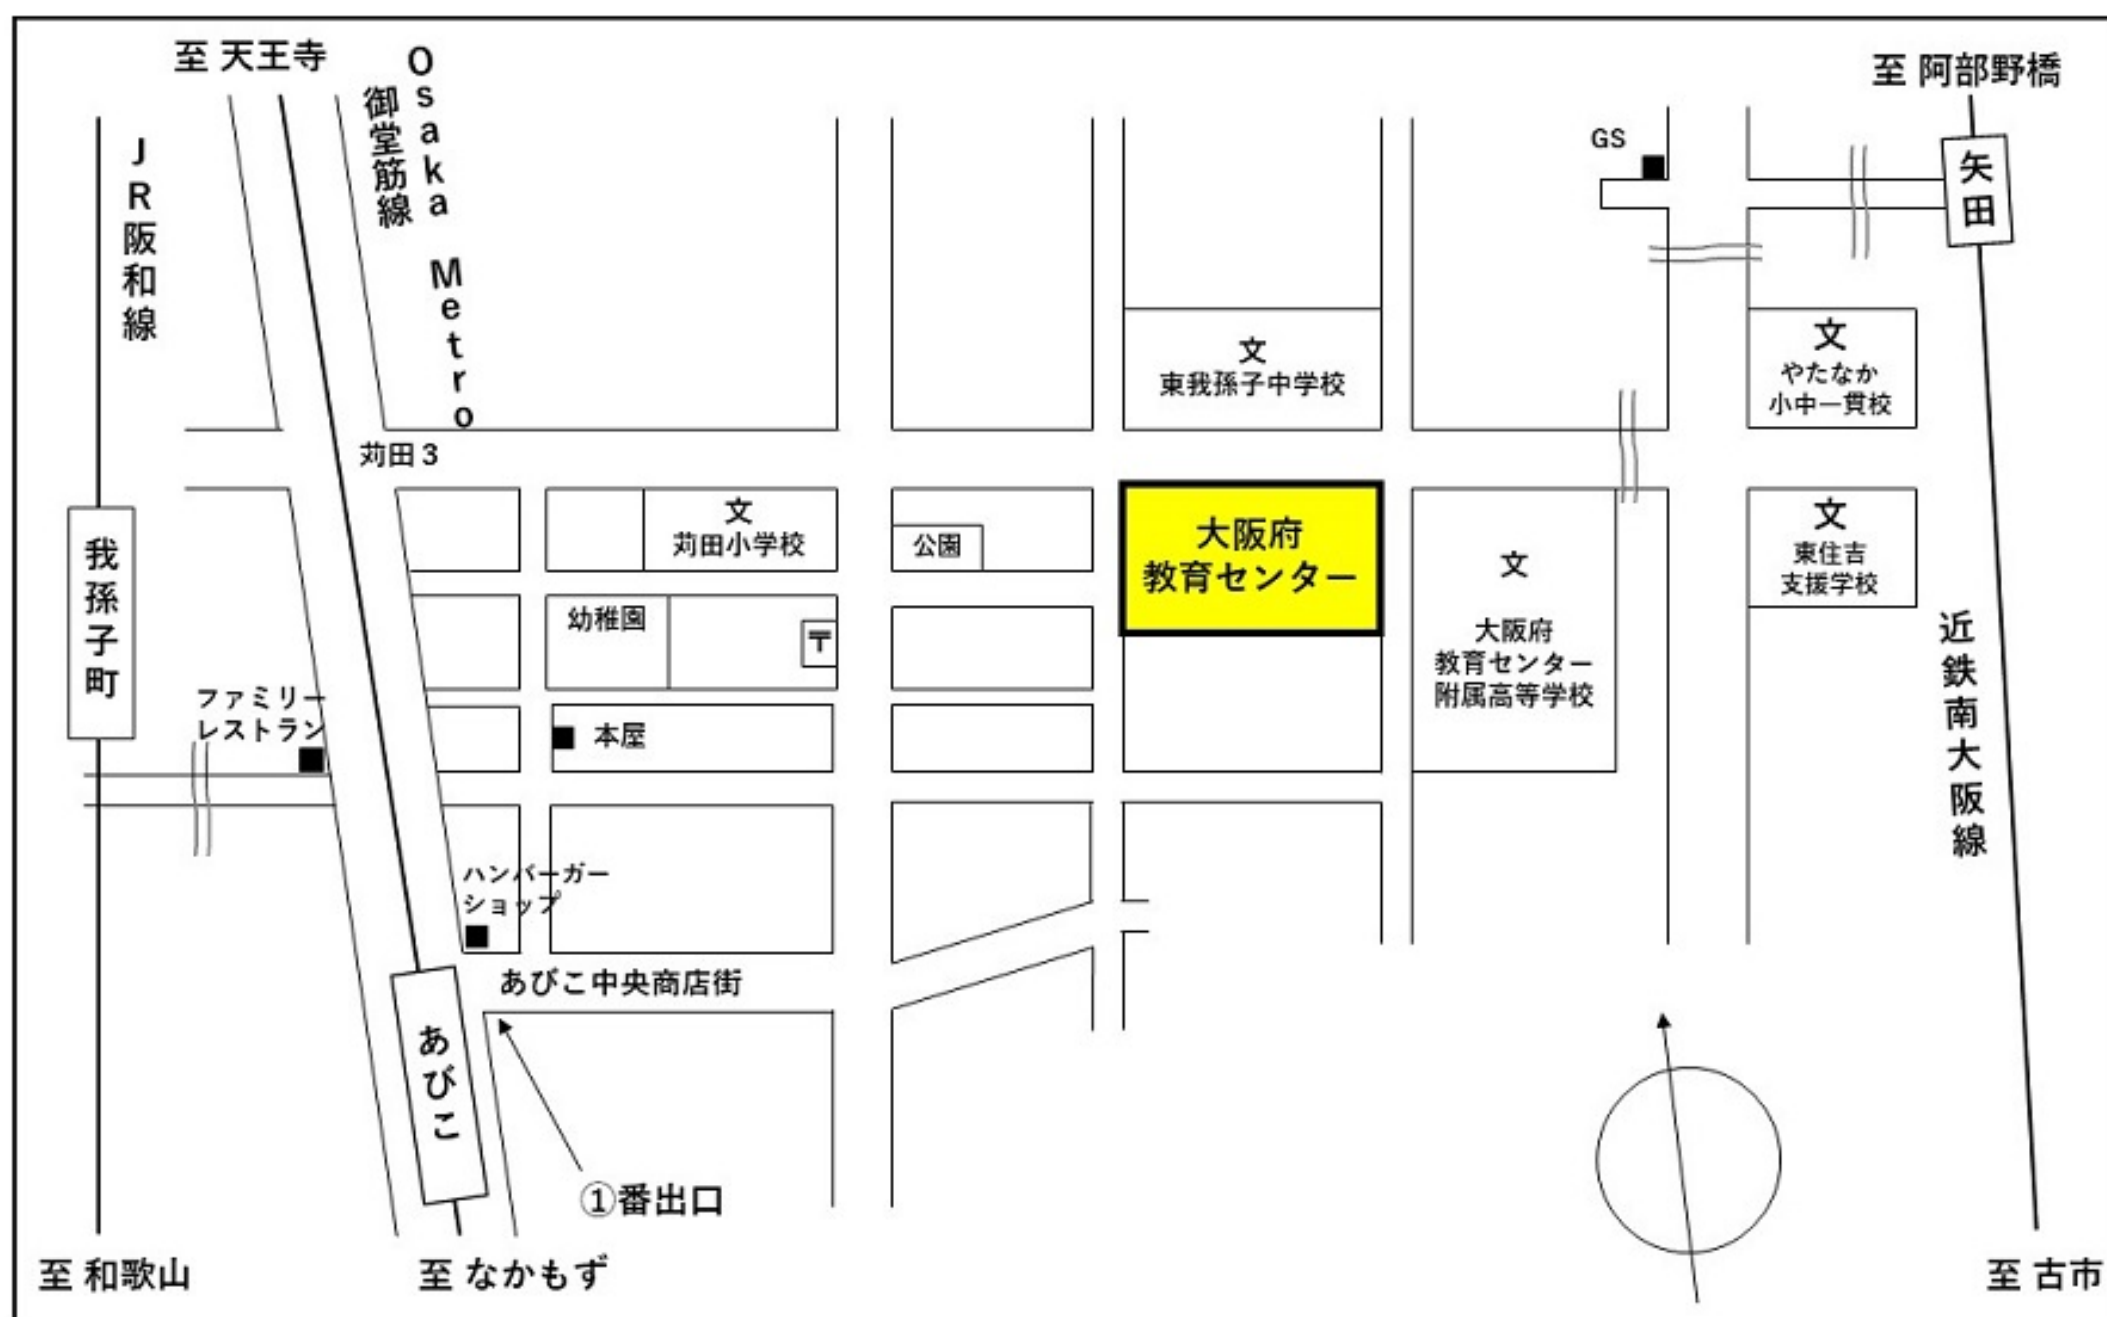 至 天王寺
Osaka Metro
御堂筋線
至 阿部野橋
JR阪和線
GS
矢田
文
東我孫子中学校
文
やたなか
小中一貫校
苅田3
我孫子町
文
苅田小学校
公園
大阪府
教育センター
文
大阪府
教育センター
附属高等学校
文
東住吉
支援学校
幼稚園
〒
近鉄南大阪線
ファミリー
レストラン
本屋
ハンバーガー
ショップ
あびこ中央商店街
あびこ
①番出口
至 和歌山
至 なかもず
至 古市